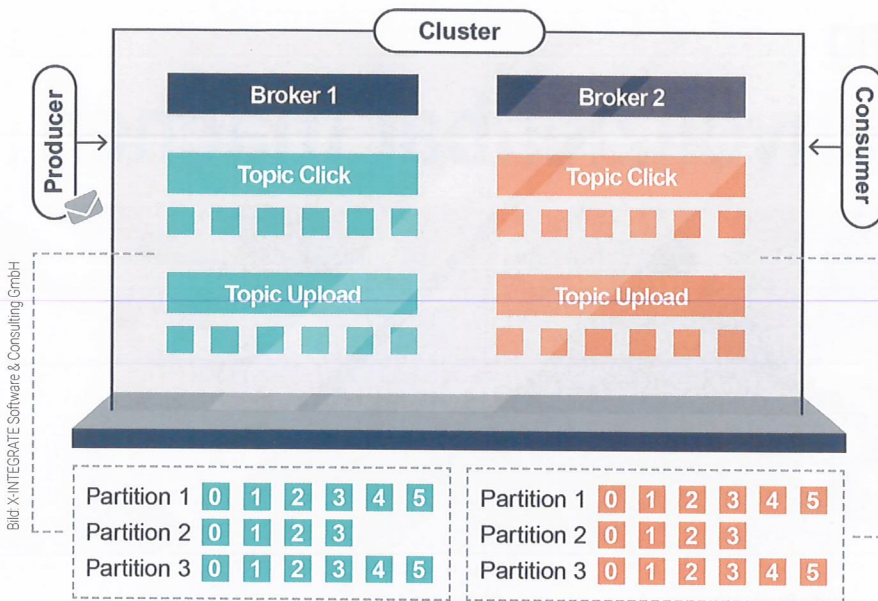 Cluster
Producer
Consumer
Broker 1
Broker 2
Topic Click
Topic Click
Topic Upload
Topic Upload
Bild: X-INTEGRATE Software & Consulting GmbH
Partition 1 0 1 2 3 4 5
Partition 2 0 1 2 3
Partition 3 0 1 2 3 4 5
Partition 1 0 1 2 3 4 5
Partition 2 0 1 2 3
Partition 3 0 1 2 3 4 5